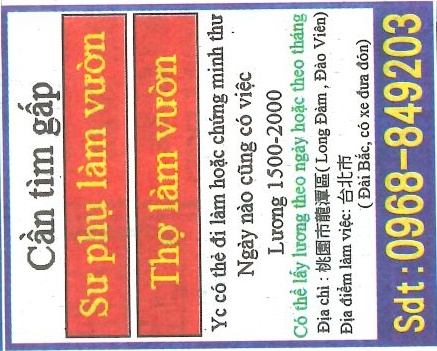 Cần tìm gấp
Sư phụ làm vườn
Thợ làm vườn
Yc có thẻ đi làm hoặc chứng minh thư
Ngày nào cũng có việc
Lương 1500-2000
Có thể lấy lương theo ngày hoặc theo tháng
Địa chỉ : 桃園市龍潭區( Long Đàm , Đào Viên)
Địa điểm làm việc: 台北市
( Đài Bắc, có xe đưa đón)
Sdt : 0968-849203